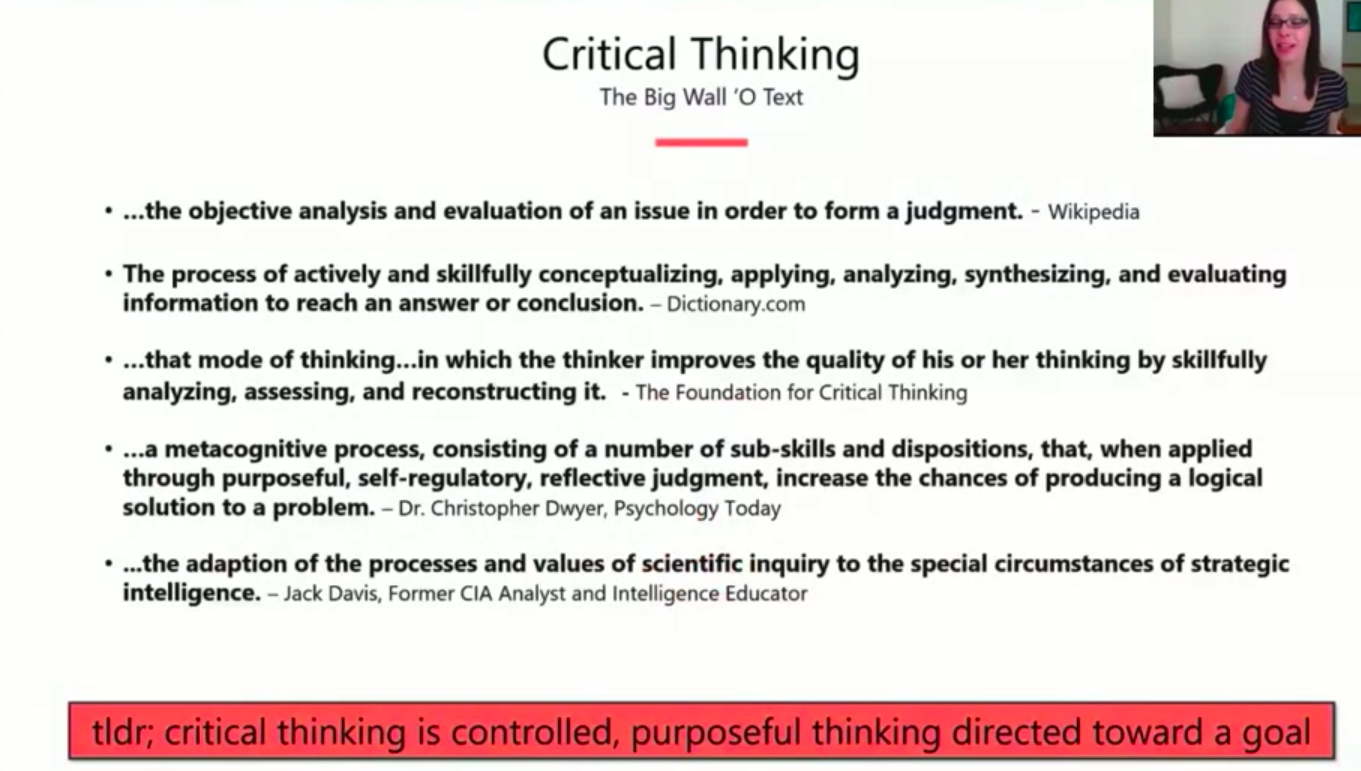 Critical Thinking
The Big Wall ‘O Text
• ...the objective analysis and evaluation of an issue in order to form a judgment. - Wikipedia
• The process of actively and skillfully conceptualizing, applying, analyzing, synthesizing, and evaluating
information to reach an answer or conclusion. – Dictionary.com
• ...that mode of thinking...in which the thinker improves the quality of his or her thinking by skillfully
analyzing, assessing, and reconstructing it. - The Foundation for Critical Thinking
• ...a metacognitive process, consisting of a number of sub-skills and dispositions, that, when applied
through purposeful, self-regulatory, reflective judgment, increase the chances of producing a logical
solution to a problem. – Dr. Christopher Dwyer, Psychology Today
• ...the adaption of the processes and values of scientific inquiry to the special circumstances of strategic
intelligence. – Jack Davis, Former CIA Analyst and Intelligence Educator
tldr; critical thinking is controlled, purposeful thinking directed toward a goal